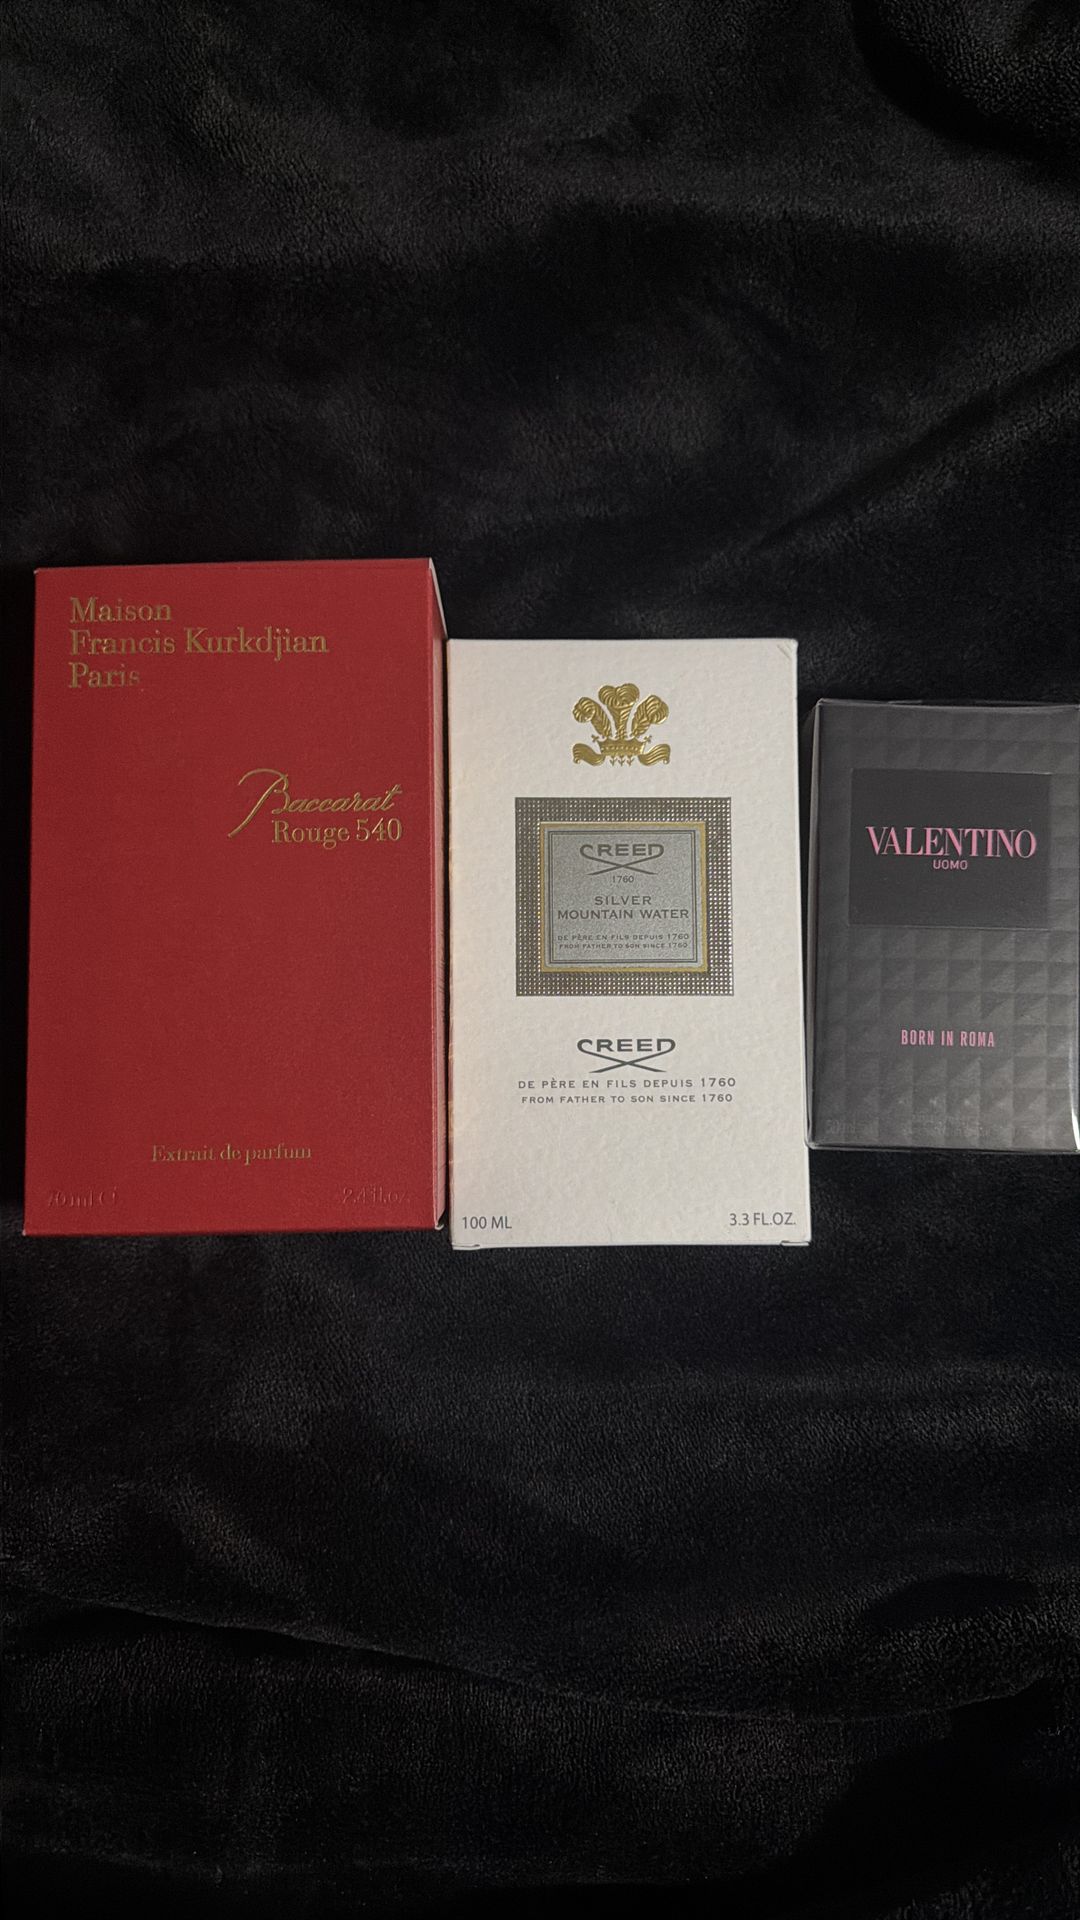 Maison
Francis Kurkdjian
Paris
Baccarat
Rouge 540
Extrait de parfum
70 ml ℮ 2.4 fl.oz.
CREED
1760
SILVER
MOUNTAIN WATER
DE PÈRE EN FILS DEPUIS 1760
FROM FATHER TO SON SINCE 1760
CREED
DE PÈRE EN FILS DEPUIS 1760
FROM FATHER TO SON SINCE 1760
100 ML 3.3 FL.OZ.
VALENTINO
UOMO
BORN IN ROMA